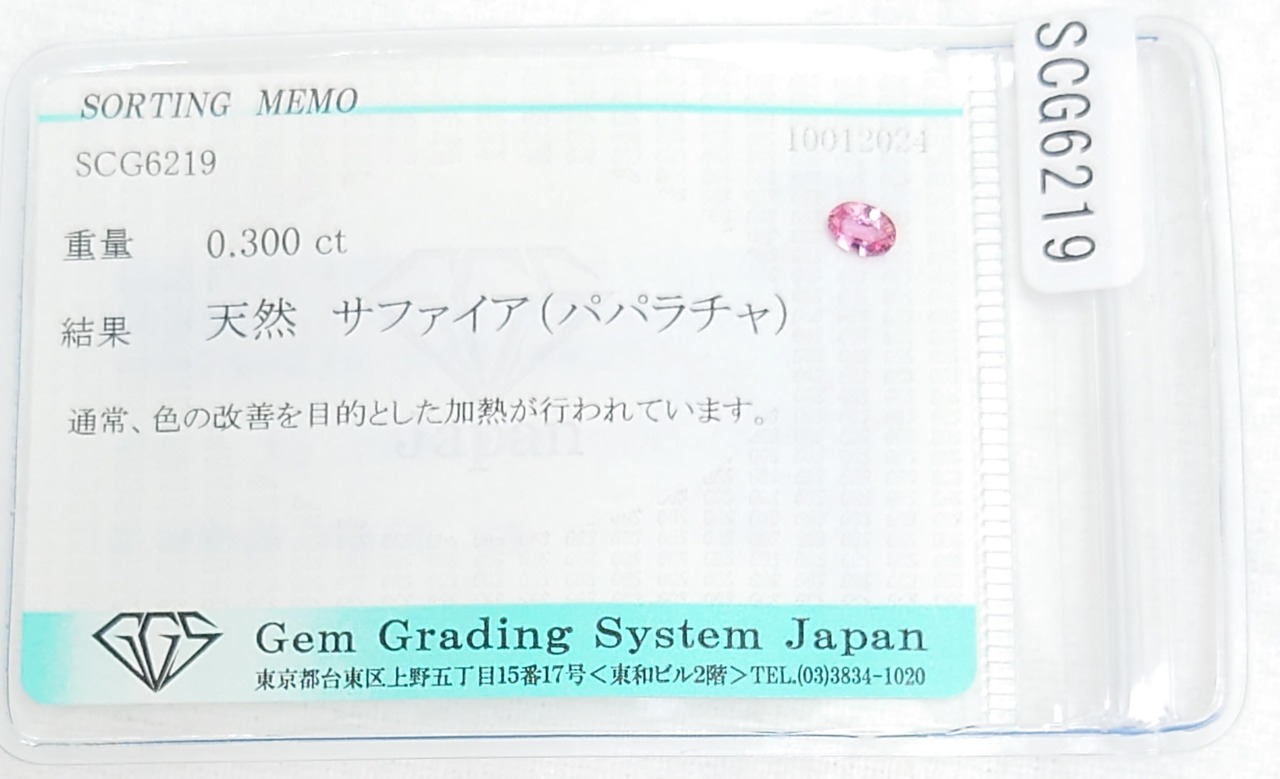 SORTING MEMO
SCG6219
10012024
SCG6219
重量 0.300 ct
結果 天然 サファイア(パパラチャ)
通常、色の改善を目的とした加熱が行われています。
Japan
GGS
Gem Grading System Japan
東京都台東区上野五丁目15番17号<東和ビル2階>TEL.(03)3834-1020